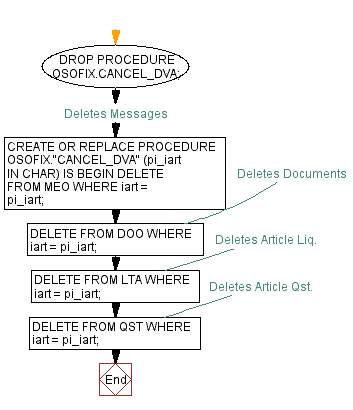 DROP PROCEDURE
OSOFIX.CANCEL_DVA;
Deletes Messages
CREATE OR REPLACE PROCEDURE
OSOFIX."CANCEL_DVA" (pi_iart
IN CHAR) IS BEGIN DELETE
FROM MEO WHERE iart =
pi_iart;
Deletes Documents
DELETE FROM DOO WHERE
iart = pi_iart;
Deletes Article Liq.
DELETE FROM LTA WHERE
iart = pi_iart;
Deletes Article Qst.
DELETE FROM QST WHERE
iart = pi_iart;
End